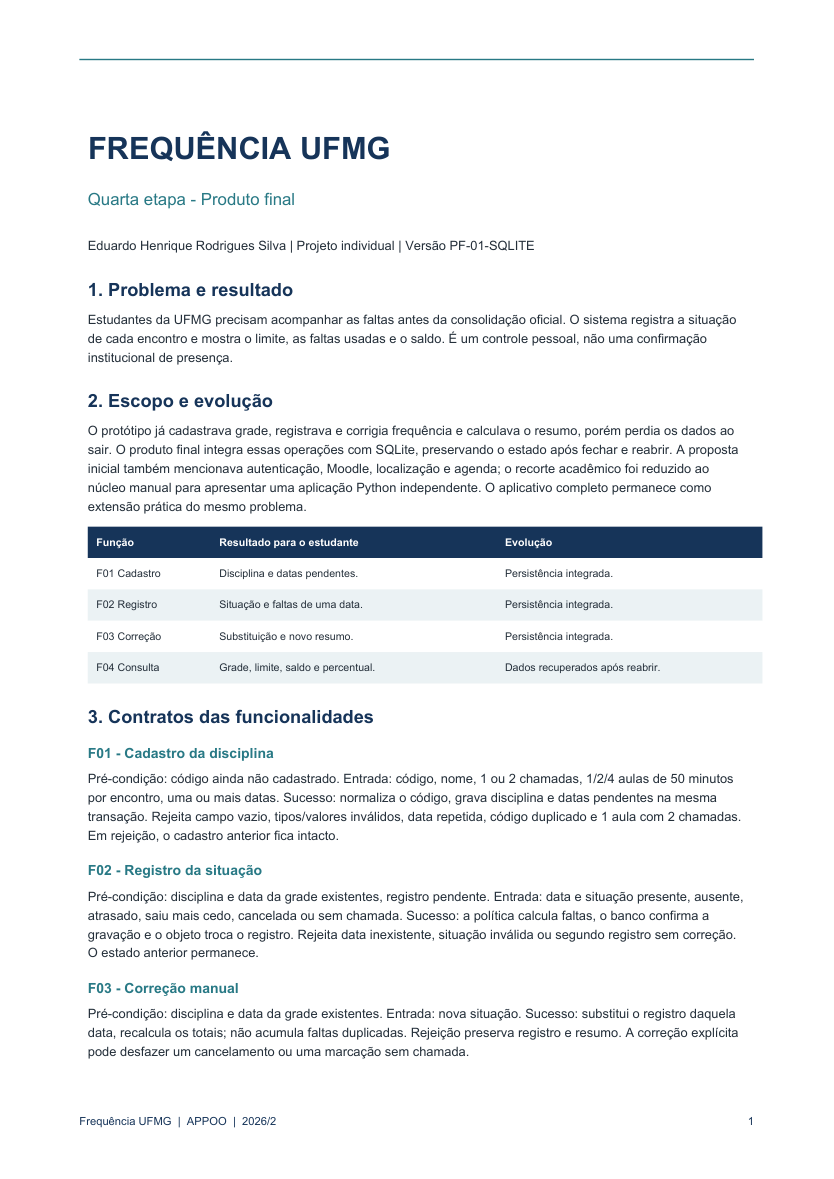 FREQUÊNCIA UFMG
Quarta etapa - Produto final
Eduardo Henrique Rodrigues Silva | Projeto individual | Versão PF-01-SQLITE
1. Problema e resultado
Estudantes da UFMG precisam acompanhar as faltas antes da consolidação oficial. O sistema registra a situação
de cada encontro e mostra o limite, as faltas usadas e o saldo. É um controle pessoal, não uma confirmação
institucional de presença.
2. Escopo e evolução
O protótipo já cadastrava grade, registrava e corrigia frequência e calculava o resumo, porém perdia os dados ao
sair. O produto final integra essas operações com SQLite, preservando o estado após fechar e reabrir. A proposta
inicial também mencionava autenticação, Moodle, localização e agenda; o recorte acadêmico foi reduzido ao
núcleo manual para apresentar uma aplicação Python independente. O aplicativo completo permanece como
extensão prática do mesmo problema.
Função Resultado para o estudante Evolução
F01 Cadastro Disciplina e datas pendentes. Persistência integrada.
F02 Registro Situação e faltas de uma data. Persistência integrada.
F03 Correção Substituição e novo resumo. Persistência integrada.
F04 Consulta Grade, limite, saldo e percentual. Dados recuperados após reabrir.
3. Contratos das funcionalidades
F01 - Cadastro da disciplina
Pré-condição: código ainda não cadastrado. Entrada: código, nome, 1 ou 2 chamadas, 1/2/4 aulas de 50 minutos
por encontro, uma ou mais datas. Sucesso: normaliza o código, grava disciplina e datas pendentes na mesma
transação. Rejeita campo vazio, tipos/valores inválidos, data repetida, código duplicado e 1 aula com 2 chamadas.
Em rejeição, o cadastro anterior fica intacto.
F02 - Registro da situação
Pré-condição: disciplina e data da grade existentes, registro pendente. Entrada: data e situação presente, ausente,
atrasado, saiu mais cedo, cancelada ou sem chamada. Sucesso: a política calcula faltas, o banco confirma a
gravação e o objeto troca o registro. Rejeita data inexistente, situação inválida ou segundo registro sem correção.
O estado anterior permanece.
F03 - Correção manual
Pré-condição: disciplina e data da grade existentes. Entrada: nova situação. Sucesso: substitui o registro daquela
data, recalcula os totais; não acumula faltas duplicadas. Rejeição preserva registro e resumo. A correção explícita
pode desfazer um cancelamento ou uma marcação sem chamada.
Frequência UFMG | APPOO | 2026/2 1